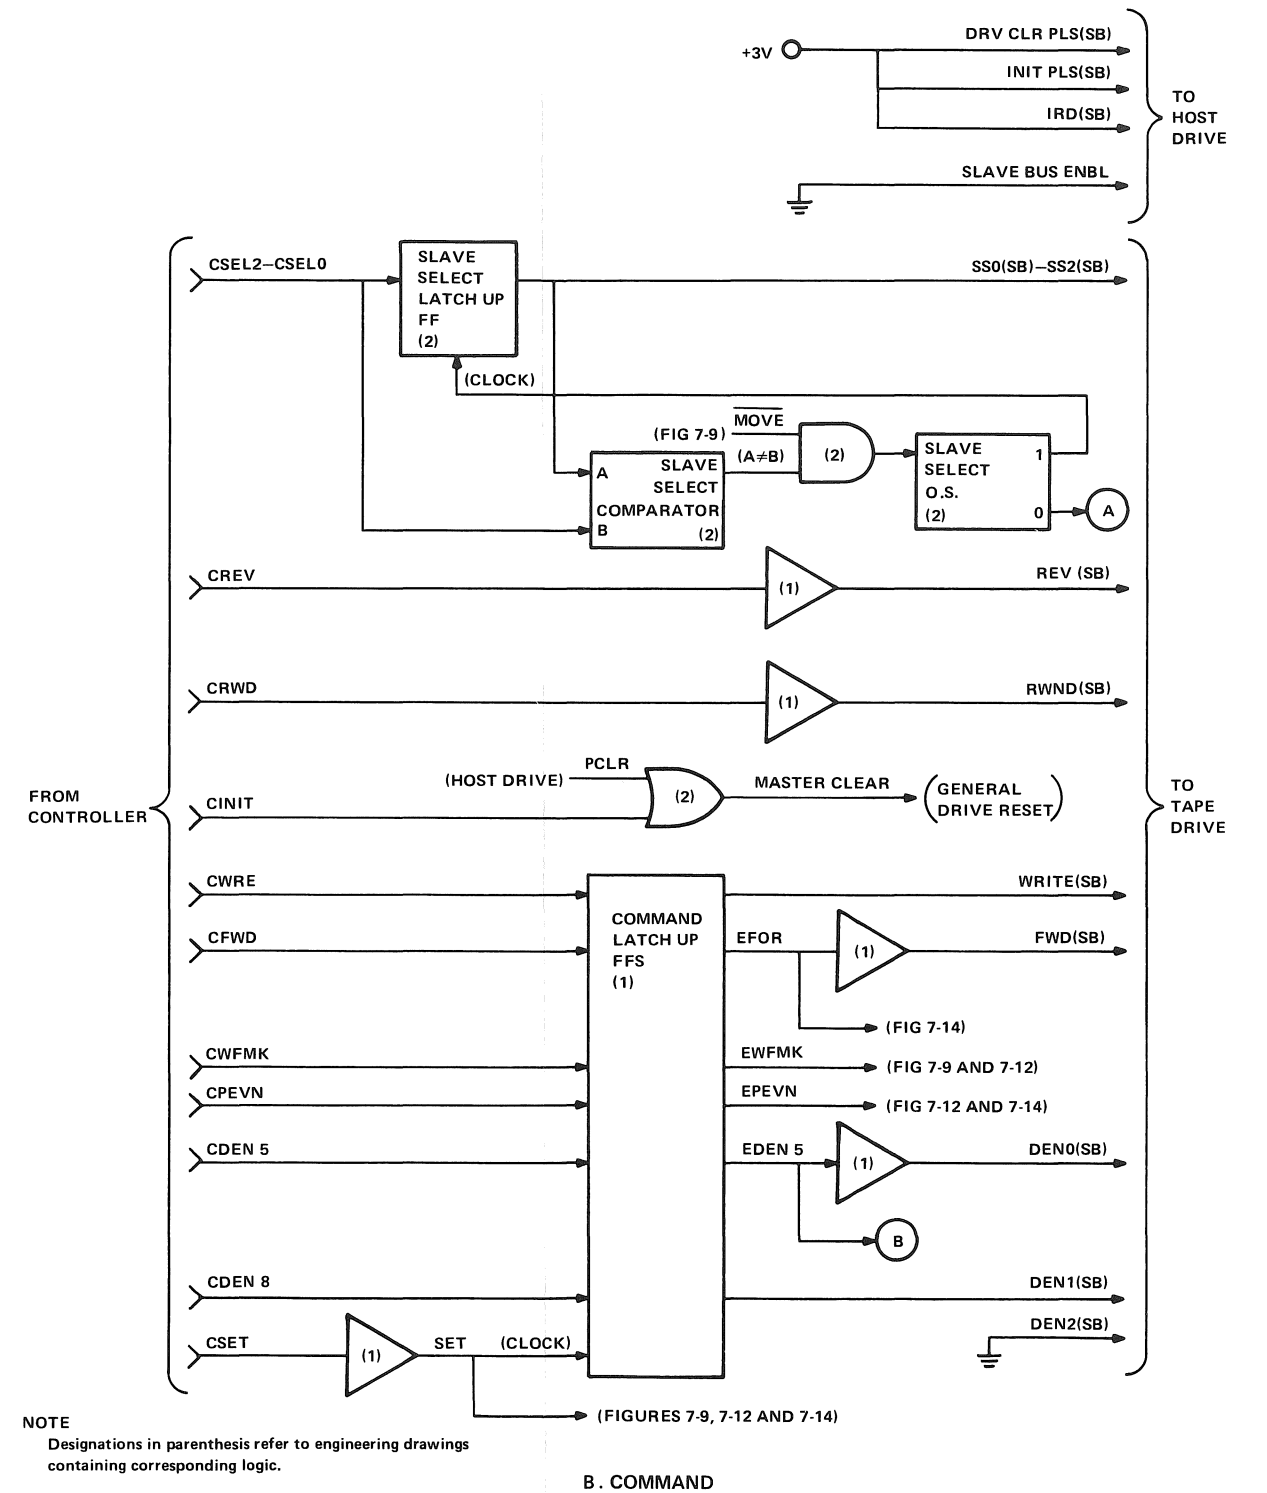 DRV CLR PLS(SB)
+3V
INIT PLS(SB)
IRD(SB)
TO
HOST
DRIVE
SLAVE BUS ENBL
CSEL2–CSEL0
SLAVE
SELECT
LATCH UP
FF
(2)
SS0(SB)–SS2(SB)
(CLOCK)
MOVE
(FIG 7-9)
(A≠B)
(2)
A
SLAVE
SELECT
COMPARATOR
B
(2)
SLAVE
SELECT
O.S.
(2)
1
0
A
CREV
(1)
REV (SB)
CRWD
(1)
RWND(SB)
PCLR
(HOST DRIVE)
CINIT
(2)
MASTER CLEAR
(GENERAL
DRIVE RESET)
FROM
CONTROLLER
TO
TAPE
DRIVE
CWRE
COMMAND
LATCH UP
FFS
(1)
WRITE(SB)
CFWD
EFOR
(1)
FWD(SB)
(FIG 7-14)
CWFMK
EWFMK
(FIG 7-9 AND 7-12)
CPEVN
EPEVN
(FIG 7-12 AND 7-14)
CDEN 5
EDEN 5
(1)
DEN0(SB)
B
CDEN 8
DEN1(SB)
DEN2(SB)
CSET
(1)
SET
(CLOCK)
(FIGURES 7-9, 7-12 AND 7-14)
NOTE
Designations in parenthesis refer to engineering drawings
containing corresponding logic.
B. COMMAND